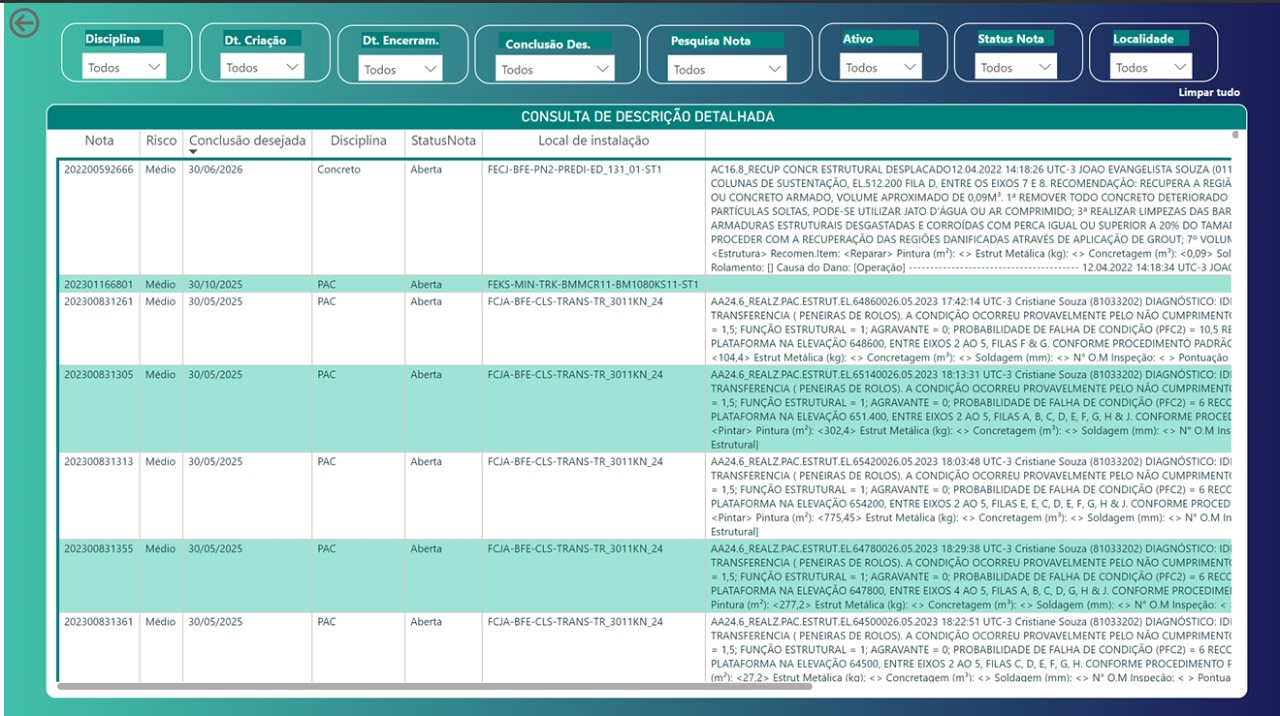 Disciplina
Todos
Dt. Criação
Todos
Dt. Encerram.
Todos
Conclusão Des.
Todos
Pesquisa Nota
Todos
Ativo
Todos
Status Nota
Todos
Localidade
Todos
Limpar tudo
CONSULTA DE DESCRIÇÃO DETALHADA
Nota Risco Conclusão desejada Disciplina StatusNota Local de instalação
202200592666 Médio 30/06/2026 Concreto Aberta FECJ-BFE-PN2-PREDI-ED_131_01-ST1 AC16.8_RECUP CONCR ESTRUTURAL DESPLACADO12.04.2022 14:18:26 UTC-3 JOAO EVANGELISTA SOUZA (011
COLUNAS DE SUSTENTAÇÃO, EL.512.200 FILA D, ENTRE OS EIXOS 7 E 8. RECOMENDAÇÃO: RECUPERA A REGIÃ
OU CONCRETO ARMADO, VOLUME APROXIMADO DE 0,09M³. 1ª REMOVER TODO CONCRETO DETERIORADO
PARTÍCULAS SOLTAS, PODE-SE UTILIZAR JATO D'ÁGUA OU AR COMPRIMIDO; 3ª REALIZAR LIMPEZAS DAS BAR
ARMADURAS ESTRUTURAIS DESGASTADAS E CORROÍDAS COM PERCA IGUAL OU SUPERIOR A 20% DO TAMA
PROCEDER COM A RECUPERAÇÃO DAS REGIÕES DANIFICADAS ATRAVÉS DE APLICAÇÃO DE GROUT; 7º VOLUM
<Estrutura> Recomen.Item: <Reparar> Pintura (m²): <> Estrut Metálica (kg): <> Concretagem (m³): <0,09> Sol
Rolamento: [] Causa do Dano: [Operação] ---------------------------------------- 12.04.2022 14:18:34 UTC-3 JOAO
202301166801 Médio 30/10/2025 PAC Aberta FEKS-MIN-TRK-BMMCR11-BM1080KS11-ST1
202300831261 Médio 30/05/2025 PAC Aberta FCJA-BFE-CLS-TRANS-TR_3011KN_24 AA24.6_REALZ.PAC.ESTRUT.EL.64860026.05.2023 17:42:14 UTC-3 Cristiane Souza (81033202) DIAGNÓSTICO: IDI
TRANSFERENCIA ( PENEIRAS DE ROLOS). A CONDIÇÃO OCORREU PROVAVELMENTE PELO NÃO CUMPRIMENT
= 1,5; FUNÇÃO ESTRUTURAL = 1; AGRAVANTE = 0; PROBABILIDADE DE FALHA DE CONDIÇÃO (PFC2) = 10,5 RE
PLATAFORMA NA ELEVAÇÃO 648600, ENTRE EIXOS 2 AO 5, FILAS F & G. CONFORME PROCEDIMENTO PADRÃO
<104,4> Estrut Metálica (kg): <> Concretagem (m³): <> Soldagem (mm): <> N° O.M Inspeção: < > Pontuação
202300831305 Médio 30/05/2025 PAC Aberta FCJA-BFE-CLS-TRANS-TR_3011KN_24 AA24.6_REALZ.PAC.ESTRUT.EL.65140026.05.2023 18:13:31 UTC-3 Cristiane Souza (81033202) DIAGNÓSTICO: IDI
TRANSFERENCIA ( PENEIRAS DE ROLOS). A CONDIÇÃO OCORREU PROVAVELMENTE PELO NÃO CUMPRIMENT
= 1,5; FUNÇÃO ESTRUTURAL = 1; AGRAVANTE = 0; PROBABILIDADE DE FALHA DE CONDIÇÃO (PFC2) = 6 RECC
PLATAFORMA NA ELEVAÇÃO 651.400, ENTRE EIXOS 2 AO 5, FILAS A, B, C, D, E, F, G, H & J. CONFORME PROCED
<Pintar> Pintura (m²): <302,4> Estrut Metálica (kg): <> Concretagem (m³): <> Soldagem (mm): <> N° O.M Ins
Estrutural]
202300831313 Médio 30/05/2025 PAC Aberta FCJA-BFE-CLS-TRANS-TR_3011KN_24 AA24.6_REALZ.PAC.ESTRUT.EL.65420026.05.2023 18:03:48 UTC-3 Cristiane Souza (81033202) DIAGNÓSTICO: IDI
TRANSFERENCIA ( PENEIRAS DE ROLOS). A CONDIÇÃO OCORREU PROVAVELMENTE PELO NÃO CUMPRIMENT
= 1,5; FUNÇÃO ESTRUTURAL = 1; AGRAVANTE = 0; PROBABILIDADE DE FALHA DE CONDIÇÃO (PFC2) = 6 RECC
PLATAFORMA NA ELEVAÇÃO 654200, ENTRE EIXOS 2 AO 5, FILAS E, E, C, D, E, F, G, H & J. CONFORME PROCED
<Pintar> Pintura (m²): <775,45> Estrut Metálica (kg): <> Concretagem (m³): <> Soldagem (mm): <> N° O.M In
Estrutural]
202300831355 Médio 30/05/2025 PAC Aberta FCJA-BFE-CLS-TRANS-TR_3011KN_24 AA24.6_REALZ.PAC.ESTRUT.EL.64780026.05.2023 18:29:38 UTC-3 Cristiane Souza (81033202) DIAGNÓSTICO: IDI
TRANSFERENCIA ( PENEIRAS DE ROLOS). A CONDIÇÃO OCORREU PROVAVELMENTE PELO NÃO CUMPRIMENT
= 1,5; FUNÇÃO ESTRUTURAL = 1; AGRAVANTE = 0; PROBABILIDADE DE FALHA DE CONDIÇÃO (PFC2) = 6 RECC
PLATAFORMA NA ELEVAÇÃO 647800, ENTRE EIXOS 4 AO 5, FILAS A, B, C, D, G, H & J. CONFORME PROCEDIME
Pintura (m²): <277,2> Estrut Metálica (kg): <> Concretagem (m³): <> Soldagem (mm): <> N° O.M Inspeção: <
202300831361 Médio 30/05/2025 PAC Aberta FCJA-BFE-CLS-TRANS-TR_3011KN_24 AA24.6_REALZ.PAC.ESTRUT.EL.64500026.05.2023 18:22:51 UTC-3 Cristiane Souza (81033202) DIAGNÓSTICO: IDI
TRANSFERENCIA ( PENEIRAS DE ROLOS). A CONDIÇÃO OCORREU PROVAVELMENTE PELO NÃO CUMPRIMENT
= 1,5; FUNÇÃO ESTRUTURAL = 1; AGRAVANTE = 0; PROBABILIDADE DE FALHA DE CONDIÇÃO (PFC2) = 6 RECC
PLATAFORMA NA ELEVAÇÃO 64500, ENTRE EIXOS 2 AO 5, FILAS C, D, E, F, G, H. CONFORME PROCEDIMENTO P
(m²): <27,2> Estrut Metálica (kg): <> Concretagem (m³): <> Soldagem (mm): <> N° O.M Inspeção: < > Pontua